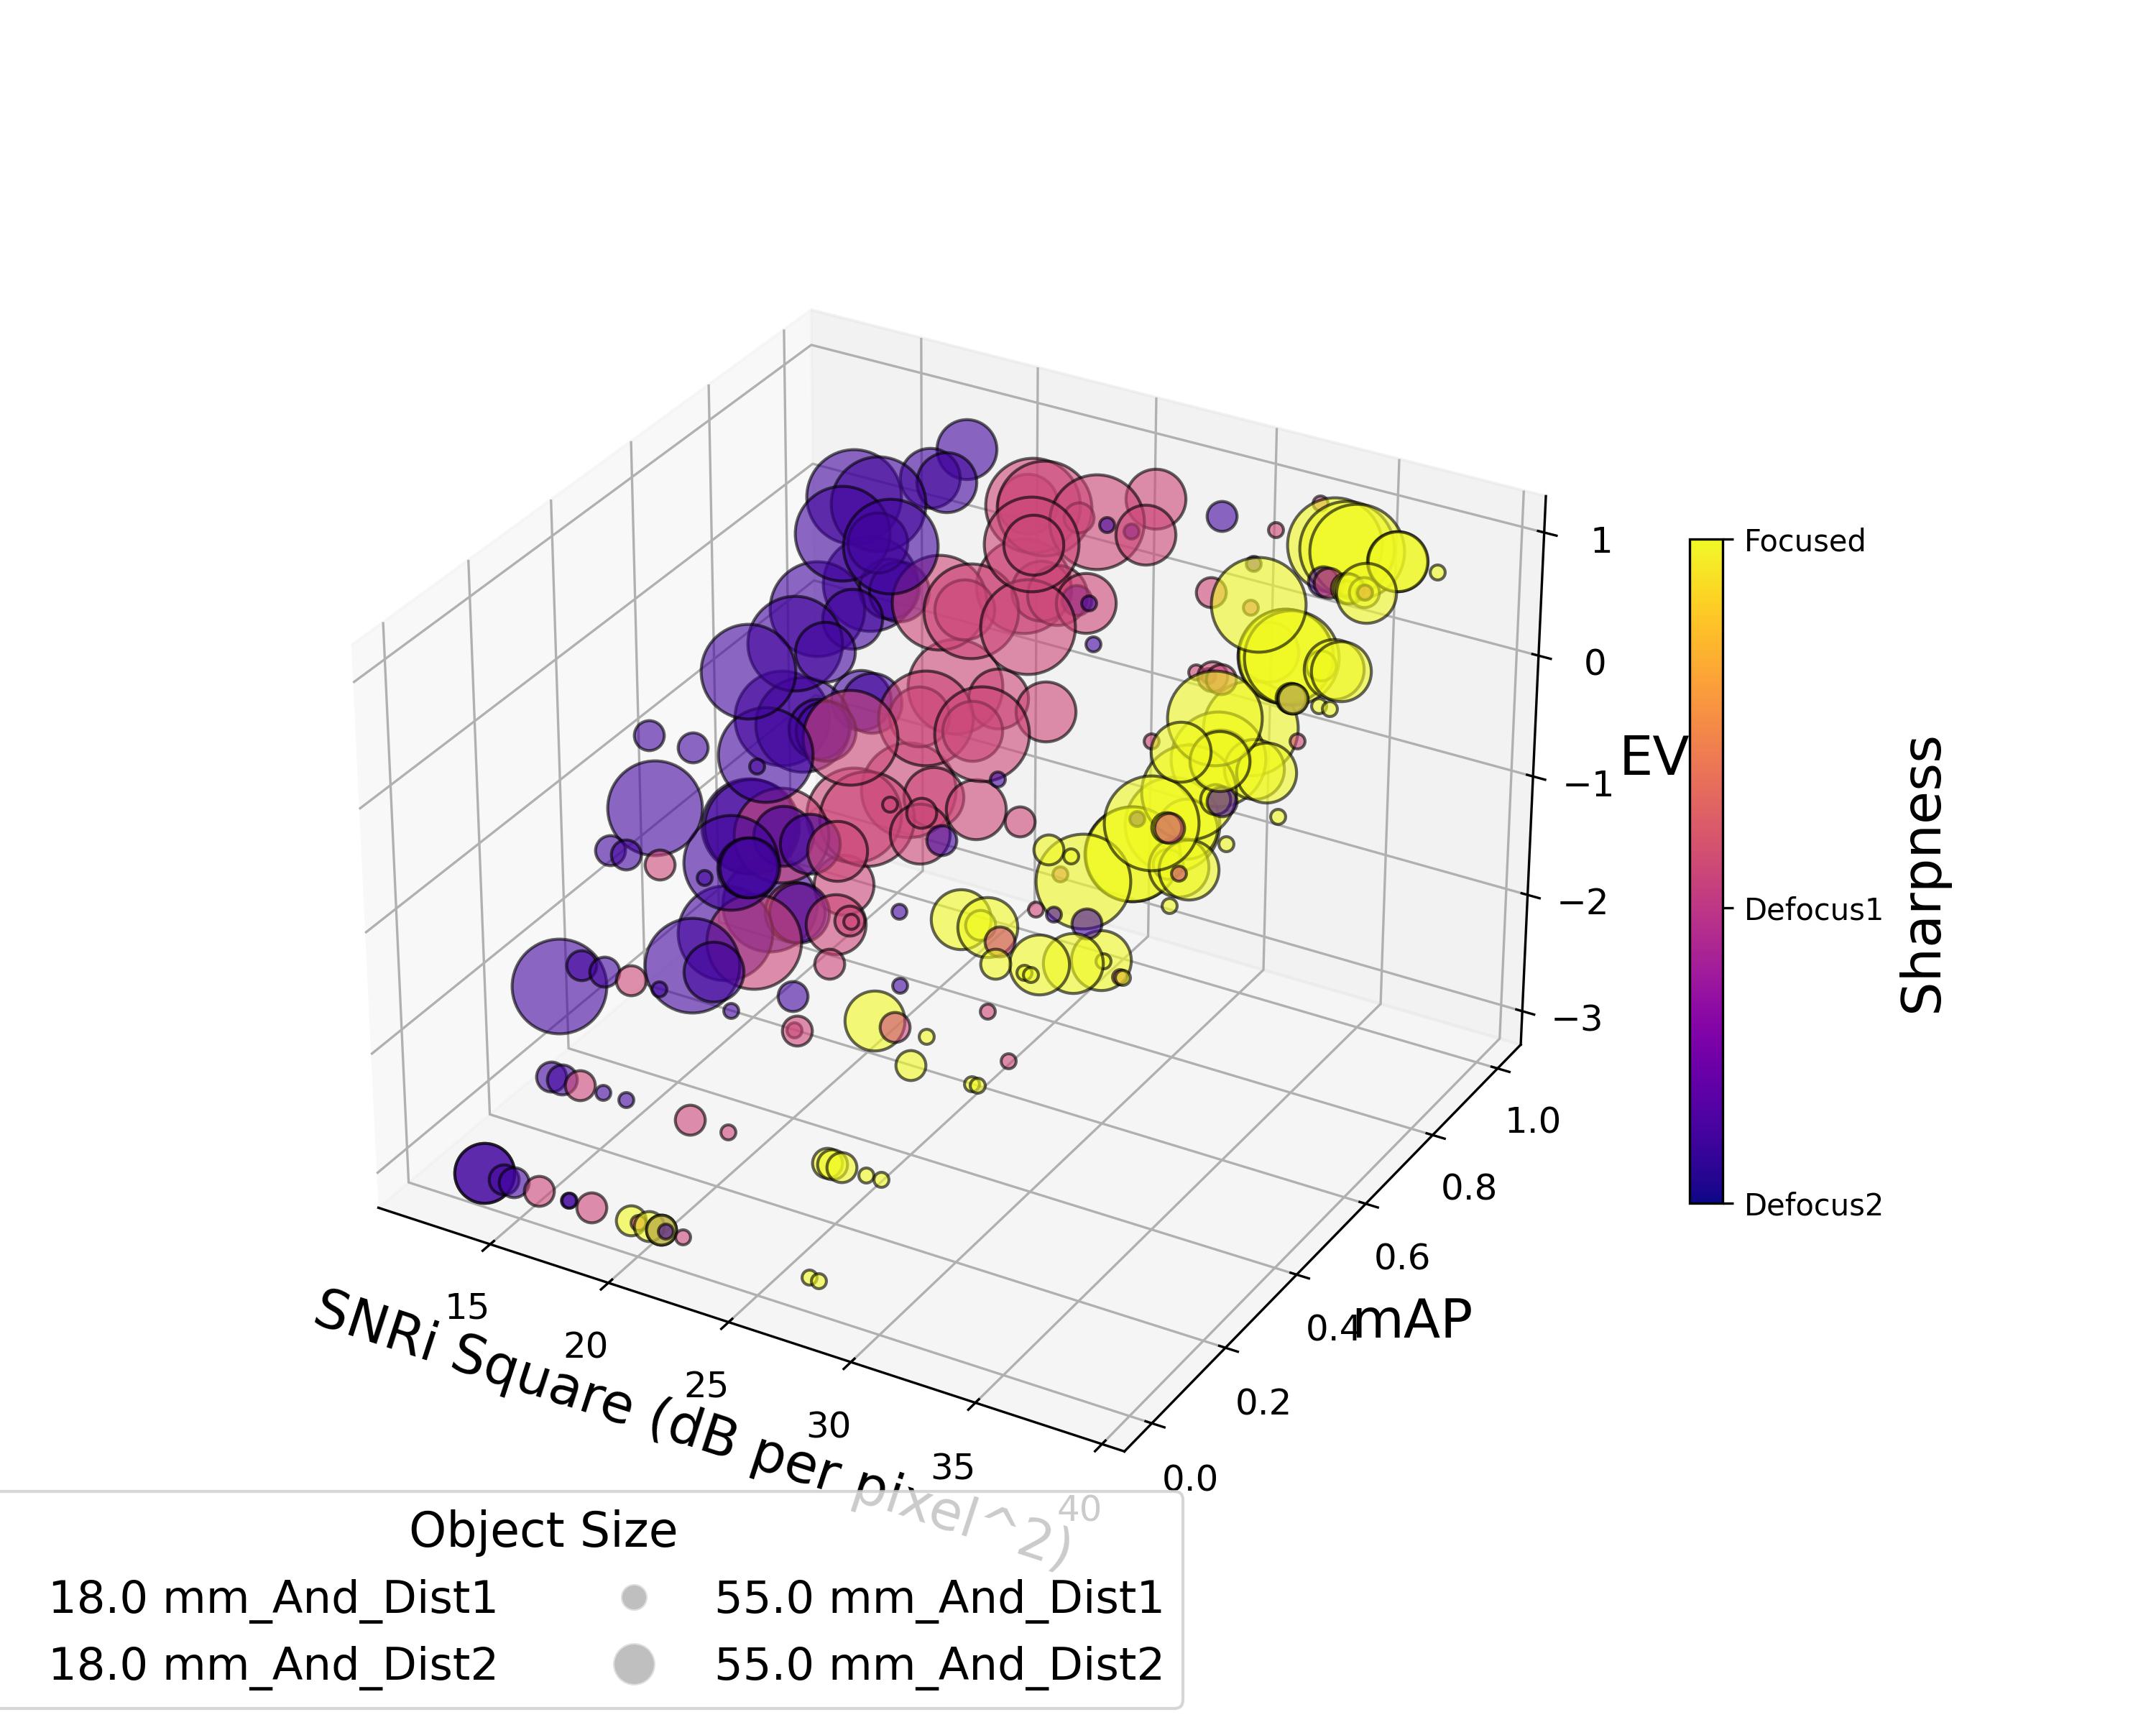 1
0
−1
−2
−3
EV
Focused
Defocus1
Defocus2
Sharpness
1.0
0.8
0.6
0.4
0.2
0.0
mAP
15
20
25
30
35
40
SNRi Square (dB per pixel^2)
Object Size
18.0 mm_And_Dist1
55.0 mm_And_Dist1
18.0 mm_And_Dist2
55.0 mm_And_Dist2